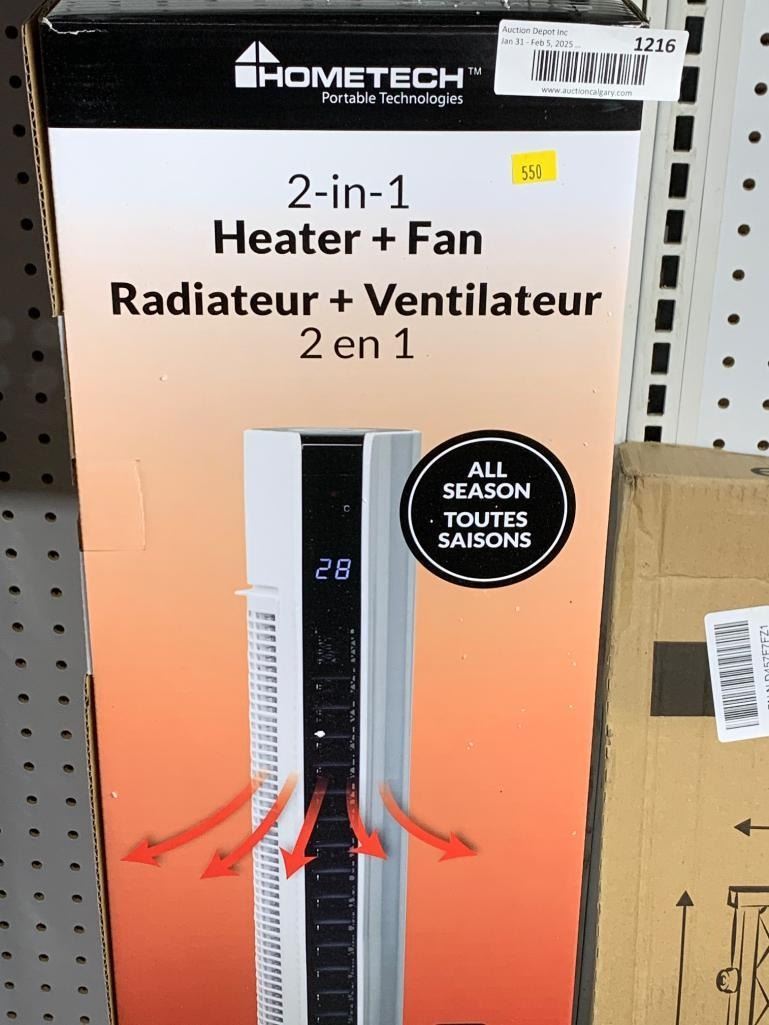 HOMETECH™
Portable Technologies
Auction Depot Inc
Jan 31 - Feb 5, 2025...
1216
www.auctioncalgary.com
550
2-in-1
Heater + Fan
Radiateur + Ventilateur
2 en 1
ALL
SEASON
TOUTES
SAISONS
C
28